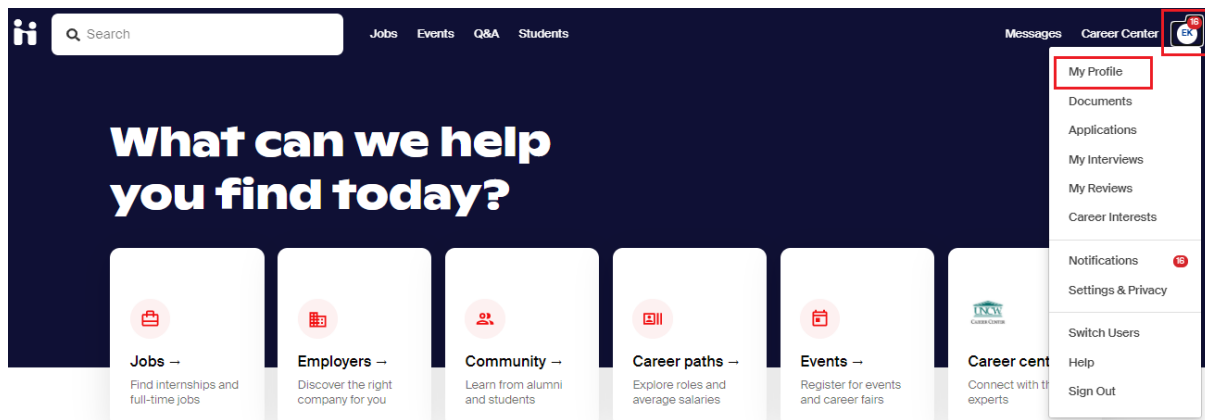 Search
Jobs Events Q&A Students
Messages Career Center
16
EK
My Profile
Documents
Applications
My Interviews
My Reviews
Career Interests
Notifications 16
Settings & Privacy
Switch Users
Help
Sign Out
What can we help
you find today?
Jobs →
Find internships and
full-time jobs
Employers →
Discover the right
company for you
Community →
Learn from alumni
and students
Career paths →
Explore roles and
average salaries
Events →
Register for events
and career fairs
UNCW
CAREER CENTER
Career cent
Connect with th
experts